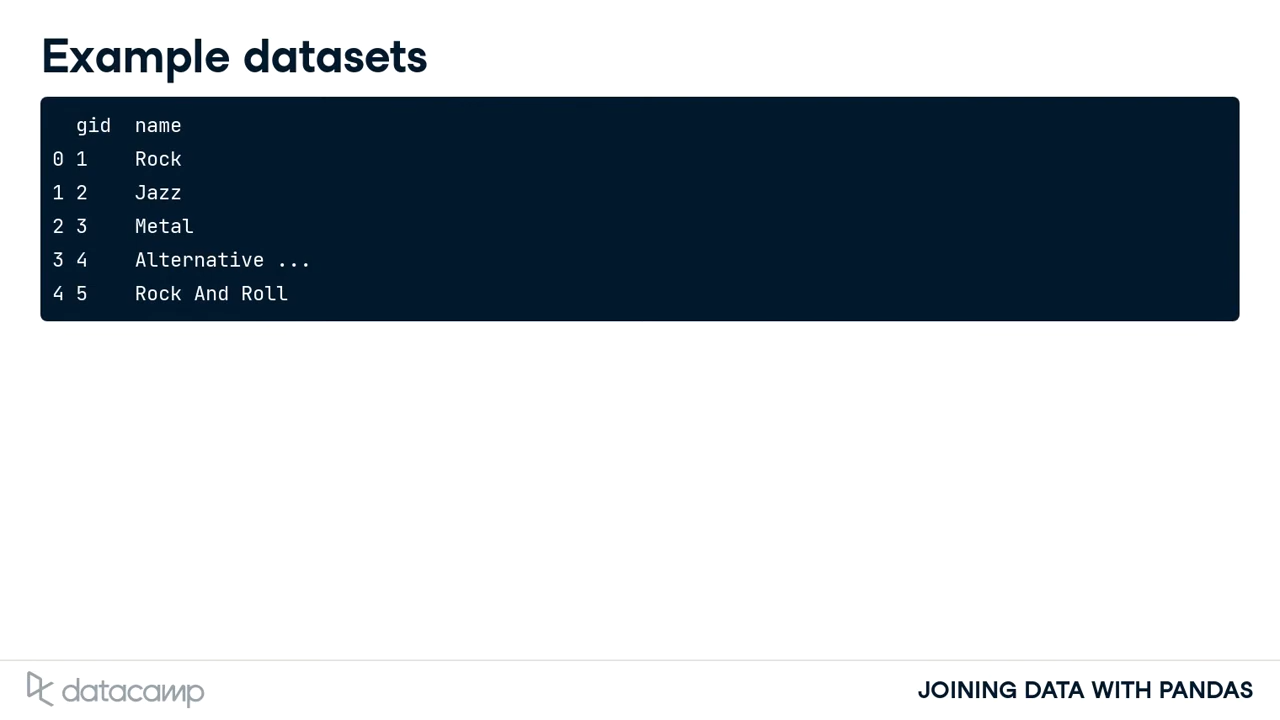 Example datasets
  gid  name
0 1    Rock
1 2    Jazz
2 3    Metal
3 4    Alternative ...
4 5    Rock And Roll
datacamp
JOINING DATA WITH PANDAS